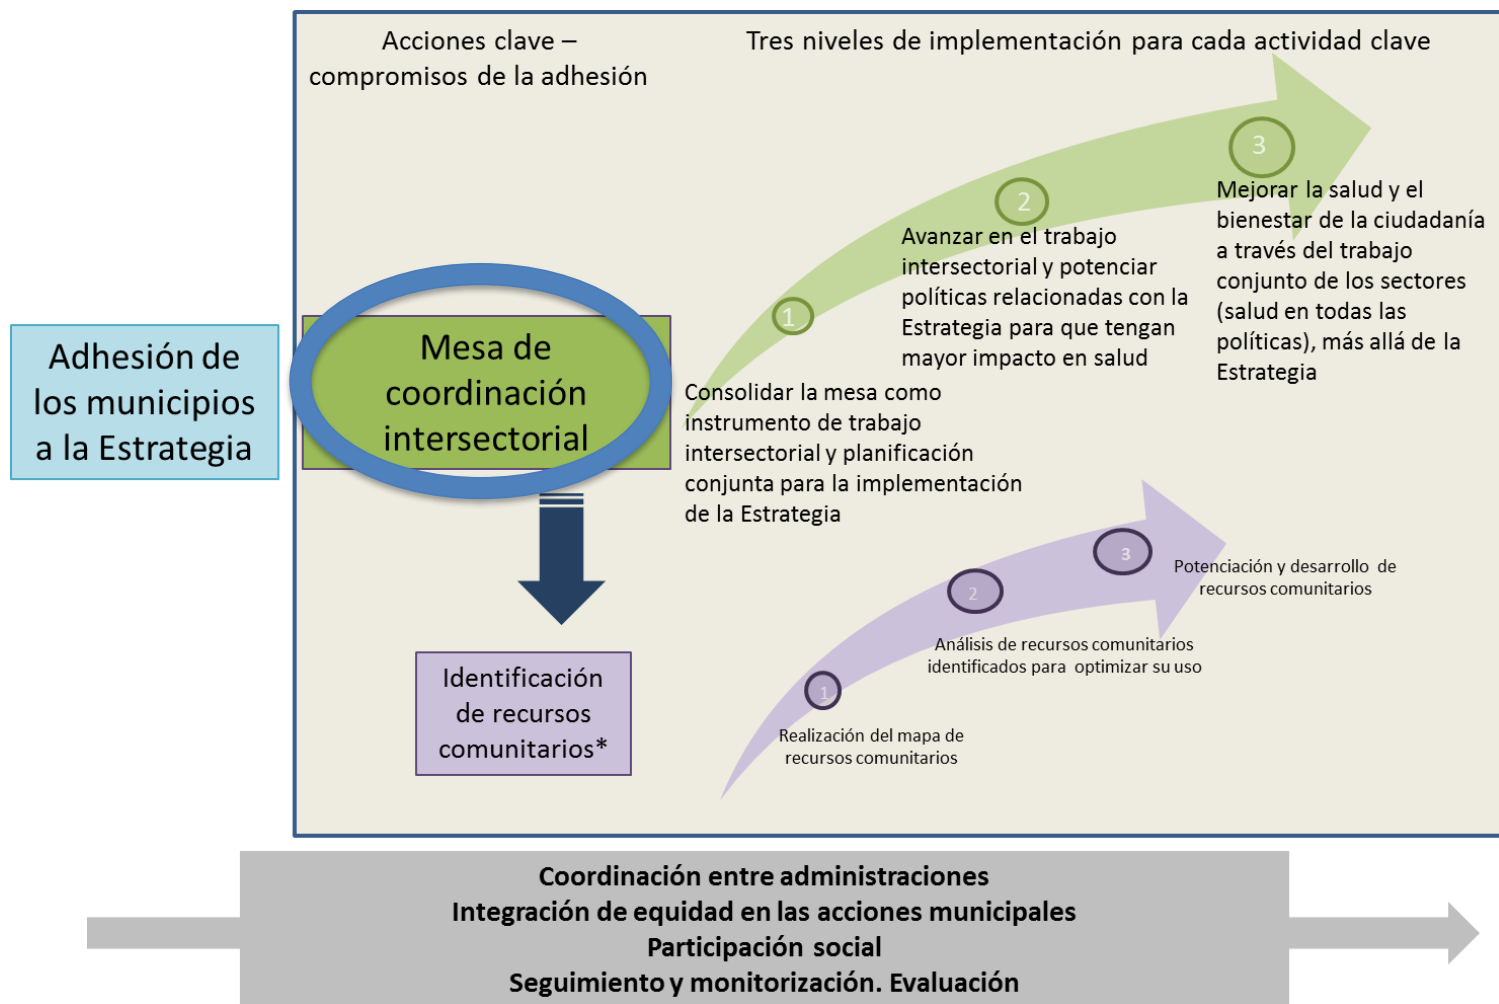 Acciones clave –
compromisos de la adhesión
Tres niveles de implementación para cada actividad clave
Adhesión de
los municipios
a la Estrategia
Mesa de
coordinación
intersectorial
1
Consolidar la mesa como
instrumento de trabajo
intersectorial y planificación
conjunta para la implementación
de la Estrategia
2
Avanzar en el trabajo
intersectorial y potenciar
políticas relacionadas con la
Estrategia para que tengan
mayor impacto en salud
3
Mejorar la salud y el
bienestar de la ciudadanía
a través del trabajo
conjunto de los sectores
(salud en todas las
políticas), más allá de la
Estrategia
Identificación
de recursos
comunitarios*
1
Realización del mapa de
recursos comunitarios
2
Análisis de recursos comunitarios
identificados para optimizar su uso
3
Potenciación y desarrollo de
recursos comunitarios
Coordinación entre administraciones
Integración de equidad en las acciones municipales
Participación social
Seguimiento y monitorización. Evaluación